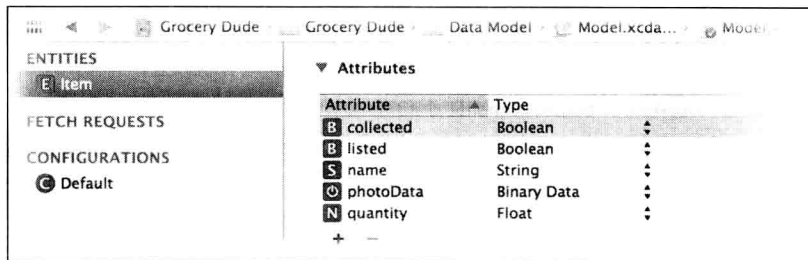 Grocery Dude Grocery Dude Data Model Model.xcda... Model.
ENTITIES
E Item
FETCH REQUESTS
CONFIGURATIONS
C Default
Attributes
Attribute Type
B collected Boolean
B listed Boolean
S name String
photoData Binary Data
N quantity Float
+ −